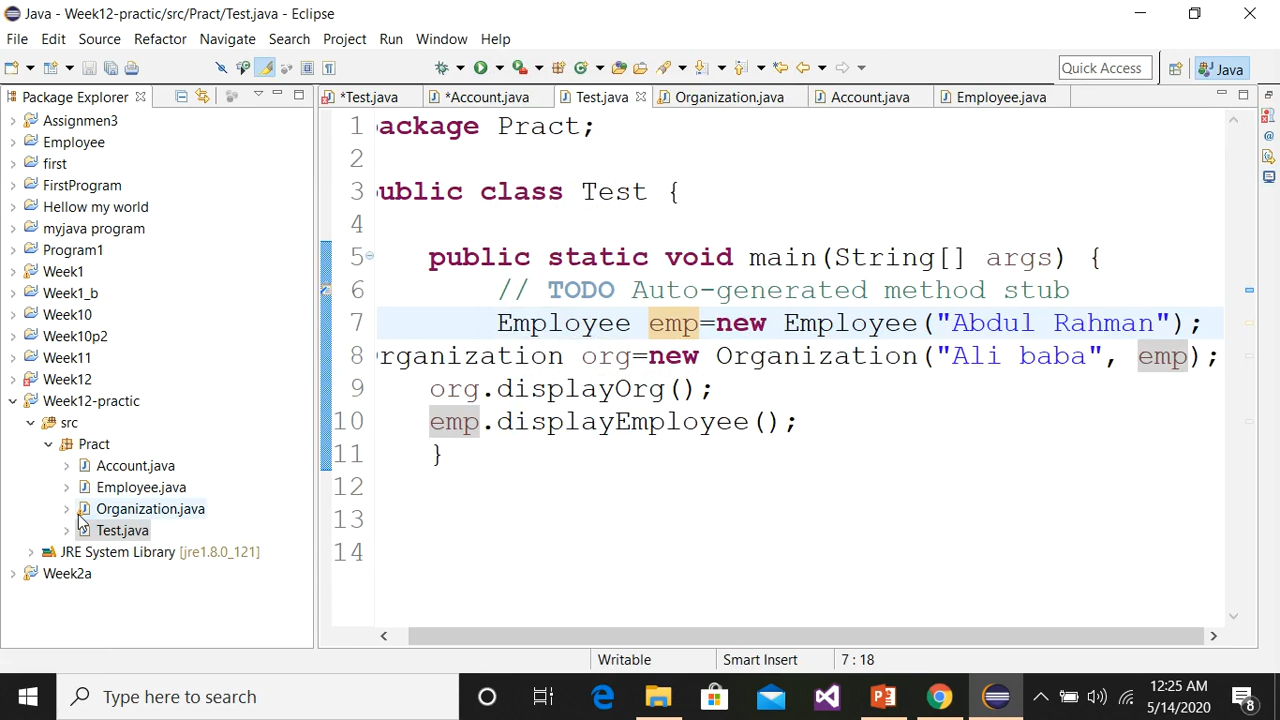 Java - Week12-practic/src/Pract/Test.java - Eclipse
File Edit Source Refactor Navigate Search Project Run Window Help
Quick Access Java
Package Explorer
*Test.java *Account.java Test.java Organization.java Account.java Employee.java
Assignmen3
Employee
first
FirstProgram
Hellow my world
myjava program
Program1
Week1
Week1_b
Week10
Week10p2
Week11
Week12
Week12-practic
src
Pract
Account.java
Employee.java
Organization.java
Test.java
JRE System Library [jre1.8.0_121]
Week2a
1 ackage Pract;
2
3 ublic class Test {
4
5 public static void main(String[] args) {
6 // TODO Auto-generated method stub
7 Employee emp=new Employee("Abdul Rahman");
8 rganization org=new Organization("Ali baba", emp);
9 org.displayOrg();
10 emp.displayEmployee();
11 }
12
13
14
Writable Smart Insert 7 : 18
Type here to search
12:25 AM
5/14/2020
8